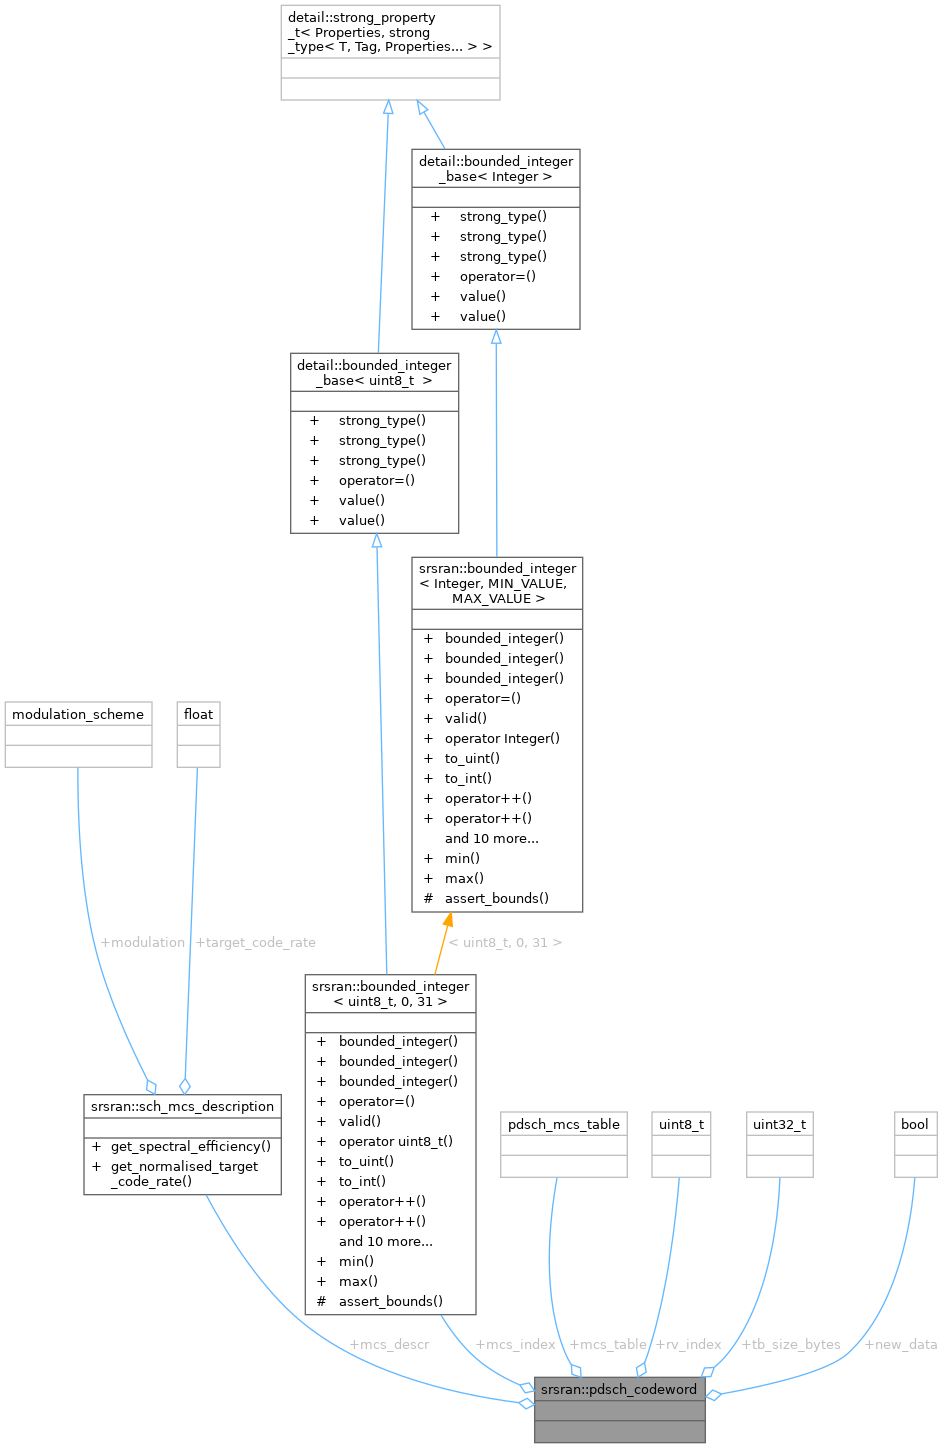 detail::strong_property
_t< Properties, strong
_type< T, Tag, Properties... > >
detail::bounded_integer
_base< Integer >
+ strong_type()
+ strong_type()
+ strong_type()
+ operator=()
+ value()
+ value()
detail::bounded_integer
_base< uint8_t  >
+ strong_type()
+ strong_type()
+ strong_type()
+ operator=()
+ value()
+ value()
srsran::bounded_integer
< Integer, MIN_VALUE,
MAX_VALUE >
+ bounded_integer()
+ bounded_integer()
+ bounded_integer()
+ operator=()
+ valid()
+ operator Integer()
+ to_uint()
+ to_int()
+ operator++()
+ operator++()
and 10 more...
+ min()
+ max()
# assert_bounds()
modulation_scheme
float
+modulation
+target_code_rate
< uint8_t, 0, 31 >
srsran::bounded_integer
< uint8_t, 0, 31 >
+ bounded_integer()
+ bounded_integer()
+ bounded_integer()
+ operator=()
+ valid()
+ operator uint8_t()
+ to_uint()
+ to_int()
+ operator++()
+ operator++()
and 10 more...
+ min()
+ max()
# assert_bounds()
srsran::sch_mcs_description
+ get_spectral_efficiency()
+ get_normalised_target
_code_rate()
pdsch_mcs_table
uint8_t
uint32_t
bool
+mcs_descr
+mcs_index
+mcs_table
+rv_index
+tb_size_bytes
+new_data
srsran::pdsch_codeword